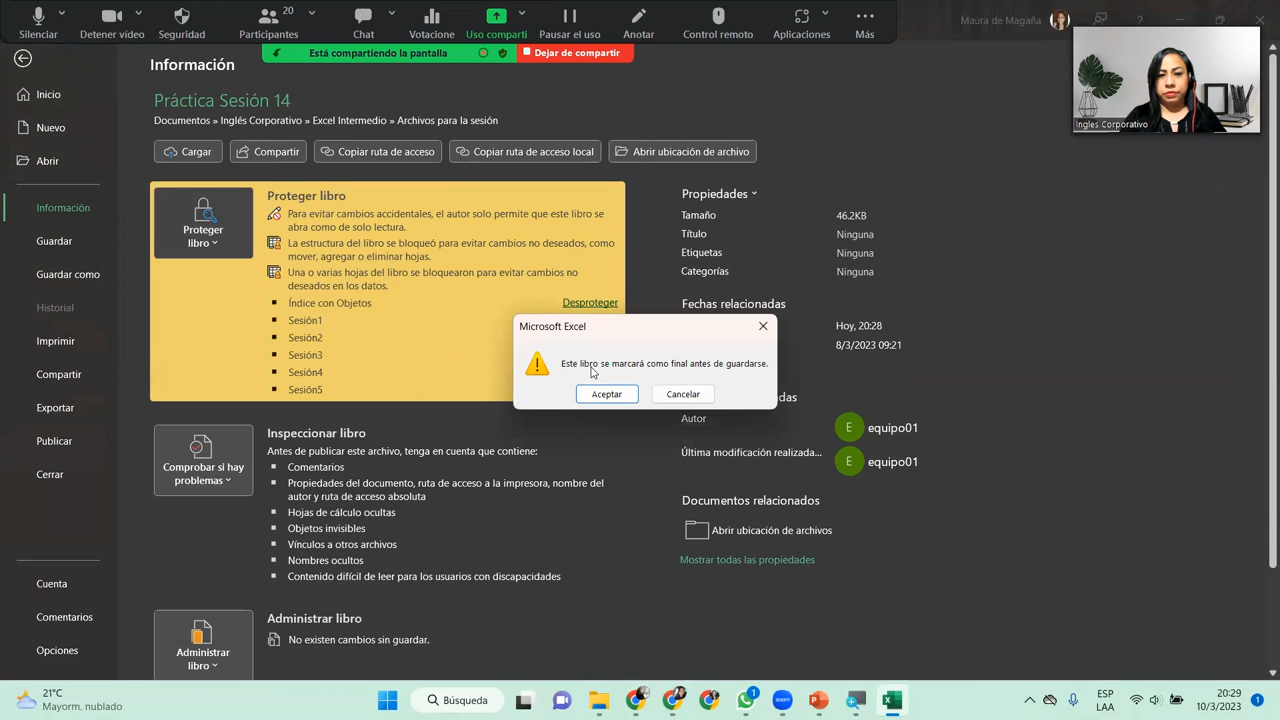 Silenciar
Detener vídeo
Seguridad
20
Participantes
Chat
Votacione
Uso comparti
Pausar el uso
Anotar
Control remoto
Aplicaciones
Más
Maura de Magaña
?
Está compartiendo la pantalla
Dejar de compartir
Ingles Corporativo
Inicio
Nuevo
Abrir
Información
Guardar
Guardar como
Historial
Imprimir
Compartir
Exportar
Publicar
Cerrar
Cuenta
Comentarios
Opciones
Información
Práctica Sesión 14
Documentos » Inglés Corporativo » Excel Intermedio » Archivos para la sesión
Cargar
Compartir
Copiar ruta de acceso
Copiar ruta de acceso local
Abrir ubicación de archivo
Proteger
libro
Proteger libro
Para evitar cambios accidentales, el autor solo permite que este libro se
abra como de solo lectura.
La estructura del libro se bloqueó para evitar cambios no deseados, como
mover, agregar o eliminar hojas.
Una o varias hojas del libro se bloquearon para evitar cambios no
deseados en los datos.
Índice con Objetos
Desproteger
Sesión1
Sesión2
Sesión3
Sesión4
Sesión5
Microsoft Excel
Este libro se marcará como final antes de guardarse.
Aceptar
Cancelar
Comprobar si hay
problemas
Inspeccionar libro
Antes de publicar este archivo, tenga en cuenta que contiene:
Comentarios
Propiedades del documento, ruta de acceso a la impresora, nombre del
autor y ruta de acceso absoluta
Hojas de cálculo ocultas
Objetos invisibles
Vínculos a otros archivos
Nombres ocultos
Contenido difícil de leer para los usuarios con discapacidades
Administrar
libro
Administrar libro
No existen cambios sin guardar.
Propiedades
Tamaño 46.2KB
Título Ninguna
Etiquetas Ninguna
Categorías Ninguna
Fechas relacionadas
Hoy, 20:28
8/3/2023 09:21
Autor
E equipo01
Última modificación realizada...
E equipo01
Documentos relacionados
Abrir ubicación de archivos
Mostrar todas las propiedades
21°C
Mayorm. nublado
Búsqueda
1
zoom
ESP
LAA
20:29
10/3/2023
1